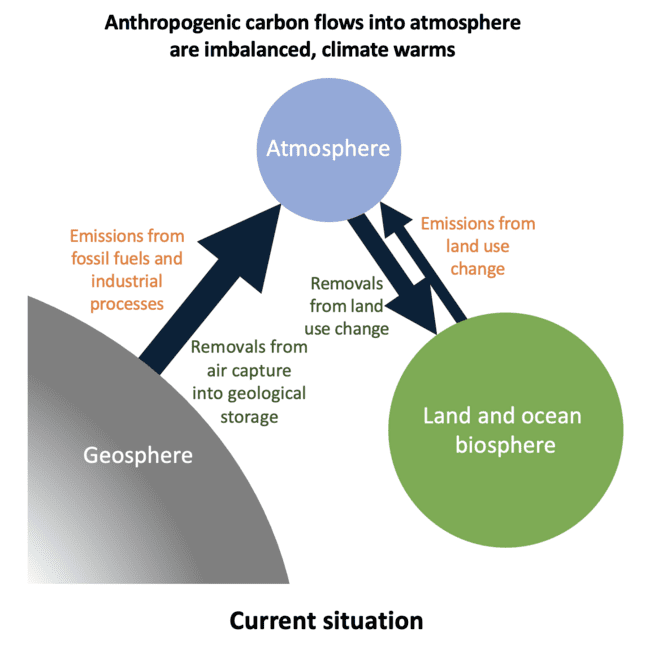 Anthropogenic carbon flows into atmosphere
are imbalanced, climate warms
Atmosphere
Emissions from
fossil fuels and
industrial
processes
Emissions from
land use
change
Removals
from land
use change
Removals from
air capture
into geological
storage
Geosphere
Land and ocean
biosphere
Current situation